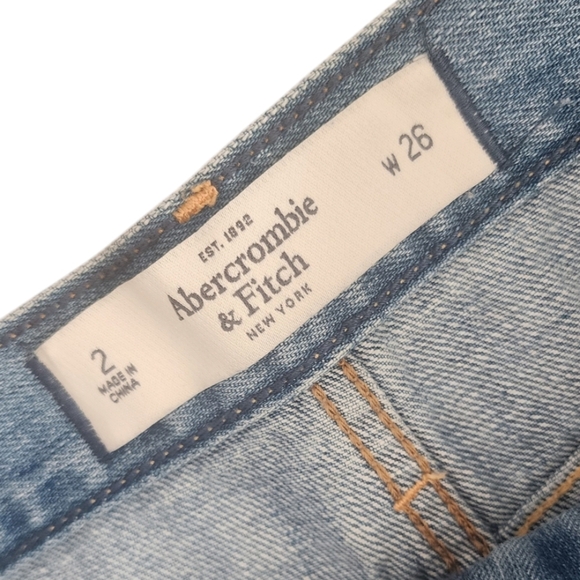 2
MADE IN
CHINA
EST. 1892
Abercrombie
& Fitch
NEW YORK
W 26